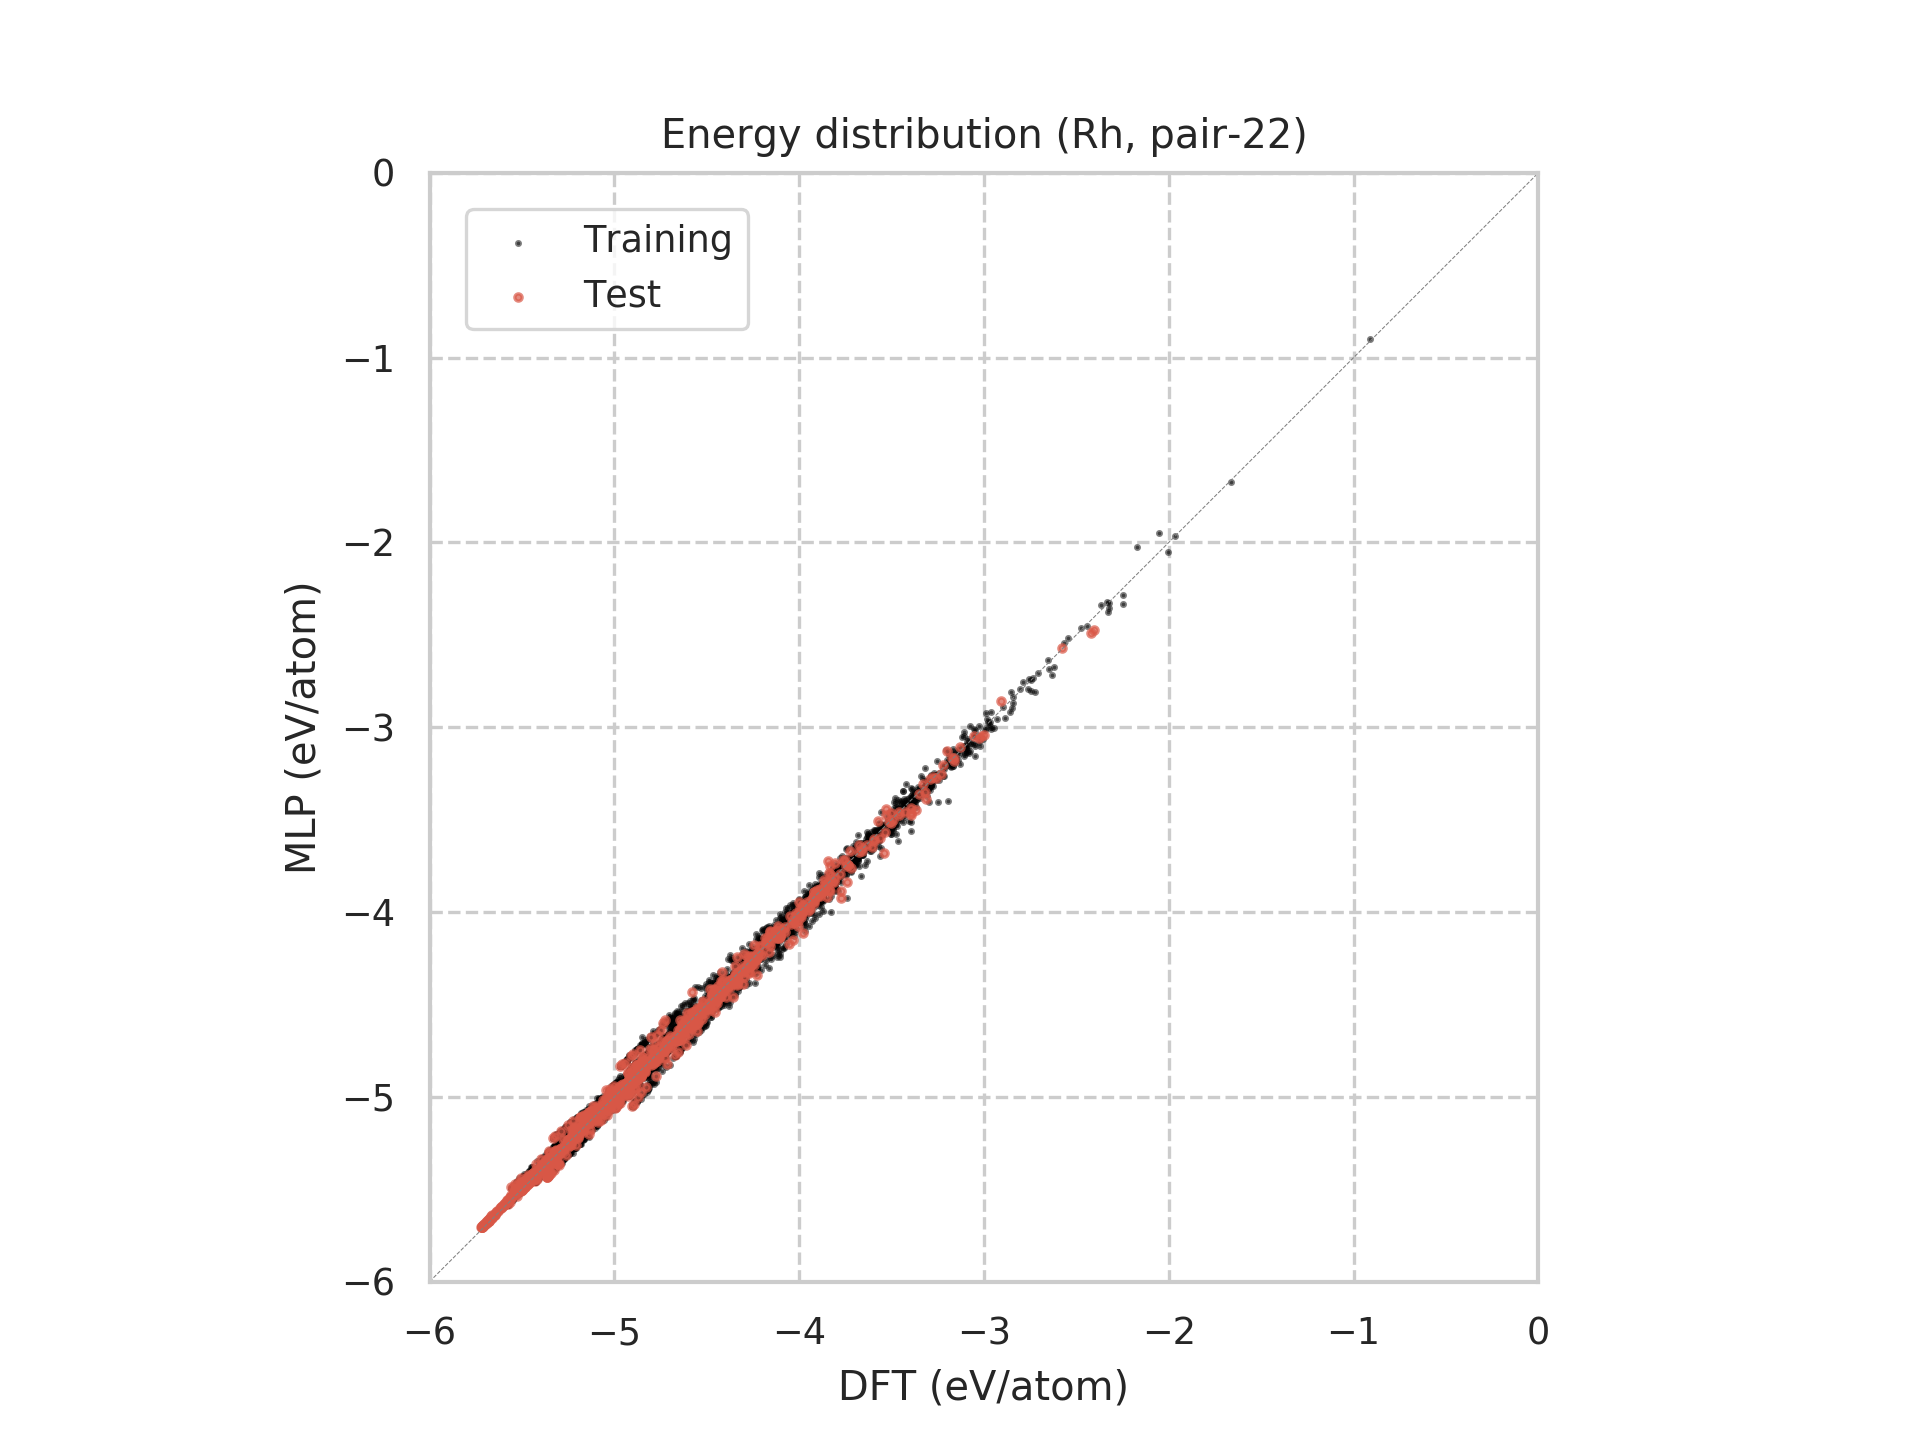 Energy distribution (Rh, pair-22)
0
Training
Test
−1
−2
−3
−4
−5
−6
MLP (eV/atom)
−6 −5 −4 −3 −2 −1 0
DFT (eV/atom)